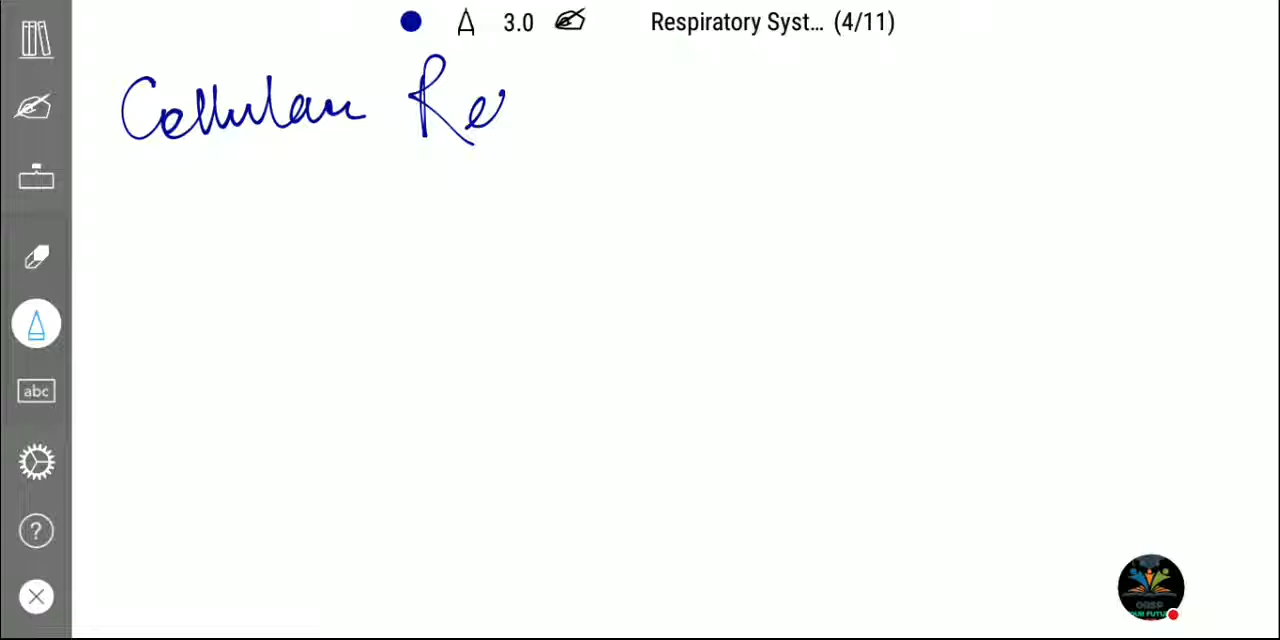 3.0 Respiratory Syst... (4/11)
Cellular Re
abc
?